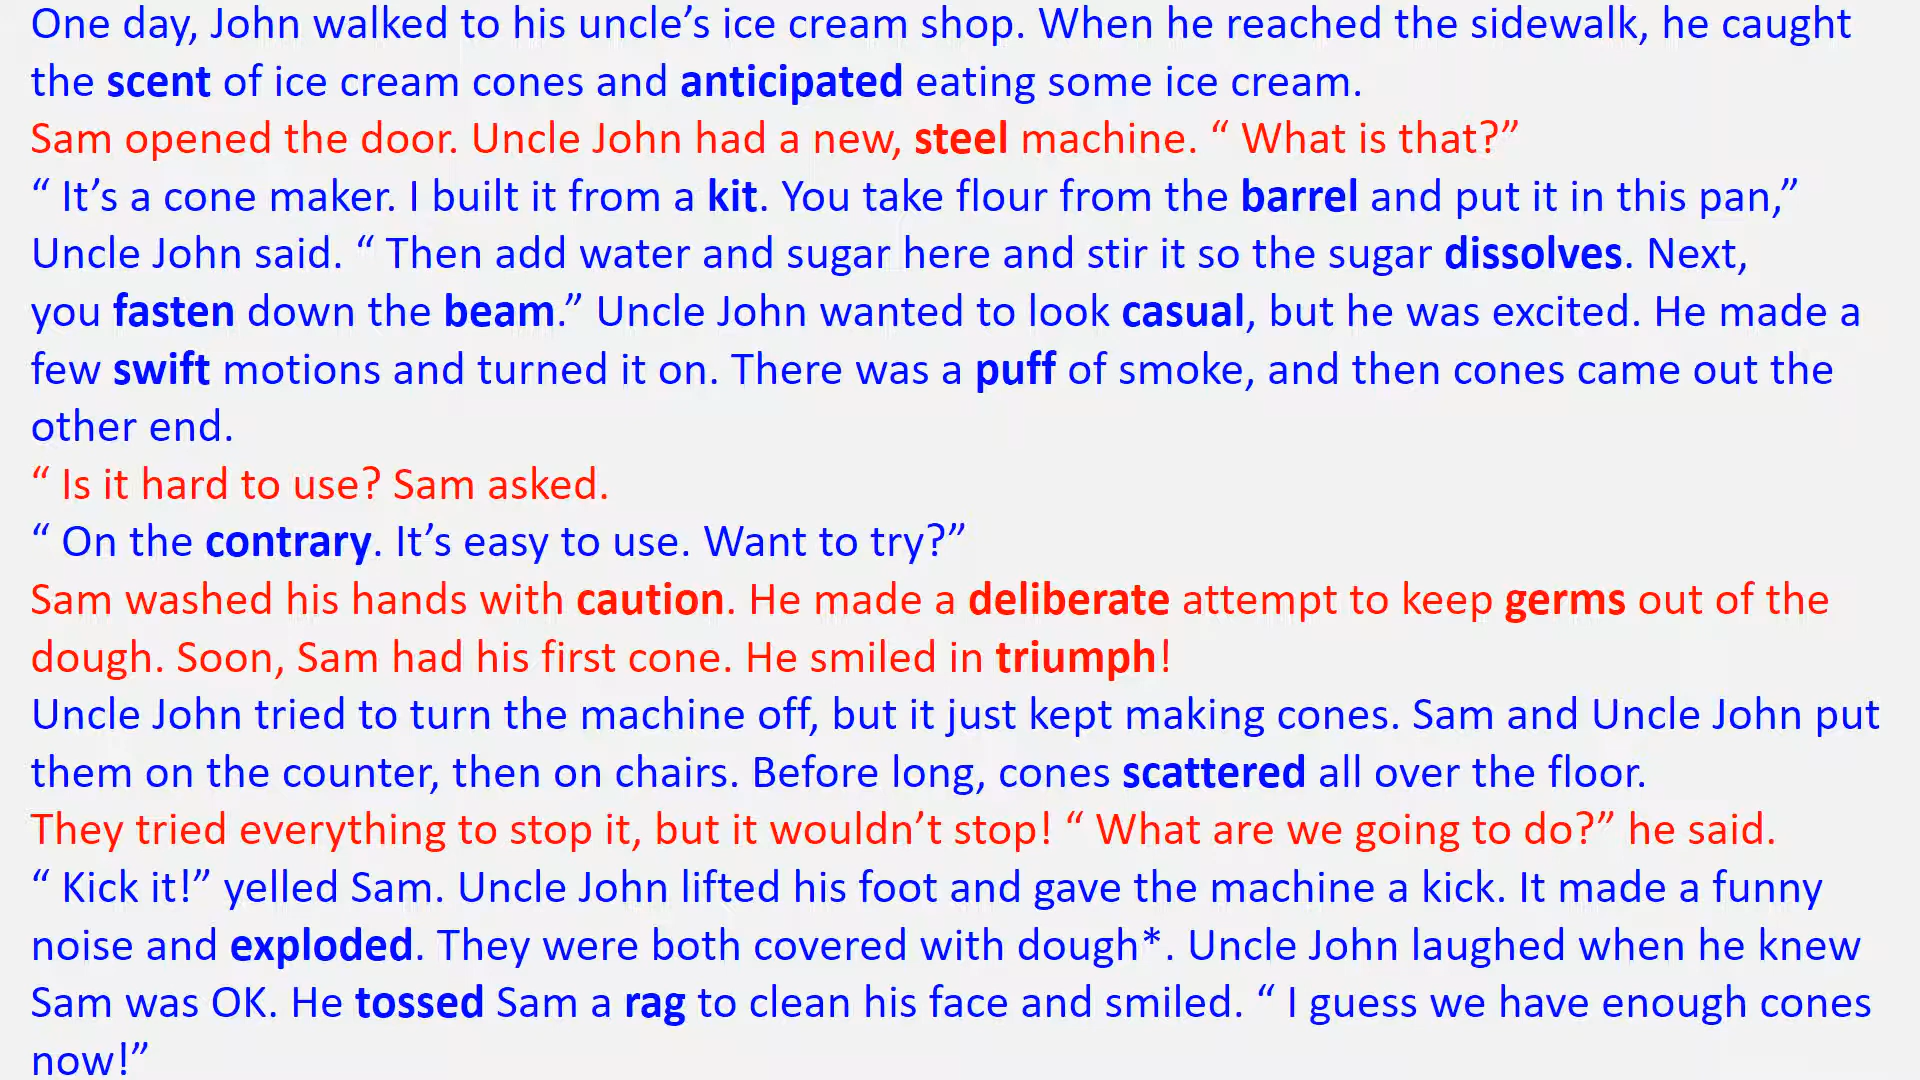 One day, John walked to his uncle’s ice cream shop. When he reached the sidewalk, he caught
the scent of ice cream cones and anticipated eating some ice cream.
Sam opened the door. Uncle John had a new, steel machine. “ What is that?”
“ It’s a cone maker. I built it from a kit. You take flour from the barrel and put it in this pan,”
Uncle John said. “ Then add water and sugar here and stir it so the sugar dissolves. Next,
you fasten down the beam.” Uncle John wanted to look casual, but he was excited. He made a
few swift motions and turned it on. There was a puff of smoke, and then cones came out the
other end.
“ Is it hard to use? Sam asked.
“ On the contrary. It’s easy to use. Want to try?”
Sam washed his hands with caution. He made a deliberate attempt to keep germs out of the
dough. Soon, Sam had his first cone. He smiled in triumph!
Uncle John tried to turn the machine off, but it just kept making cones. Sam and Uncle John put
them on the counter, then on chairs. Before long, cones scattered all over the floor.
They tried everything to stop it, but it wouldn’t stop! “ What are we going to do?” he said.
“ Kick it!” yelled Sam. Uncle John lifted his foot and gave the machine a kick. It made a funny
noise and exploded. They were both covered with dough*. Uncle John laughed when he knew
Sam was OK. He tossed Sam a rag to clean his face and smiled. “ I guess we have enough cones
now!”